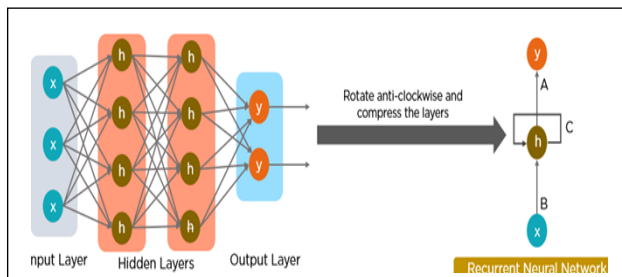 x
x
x
h
h
h
h
h
h
h
h
y
y
nput Layer
Hidden Layers
Output Layer
Rotate anti-clockwise and
compress the layers
y
A
C
h
B
x
Recurrent Neural Network